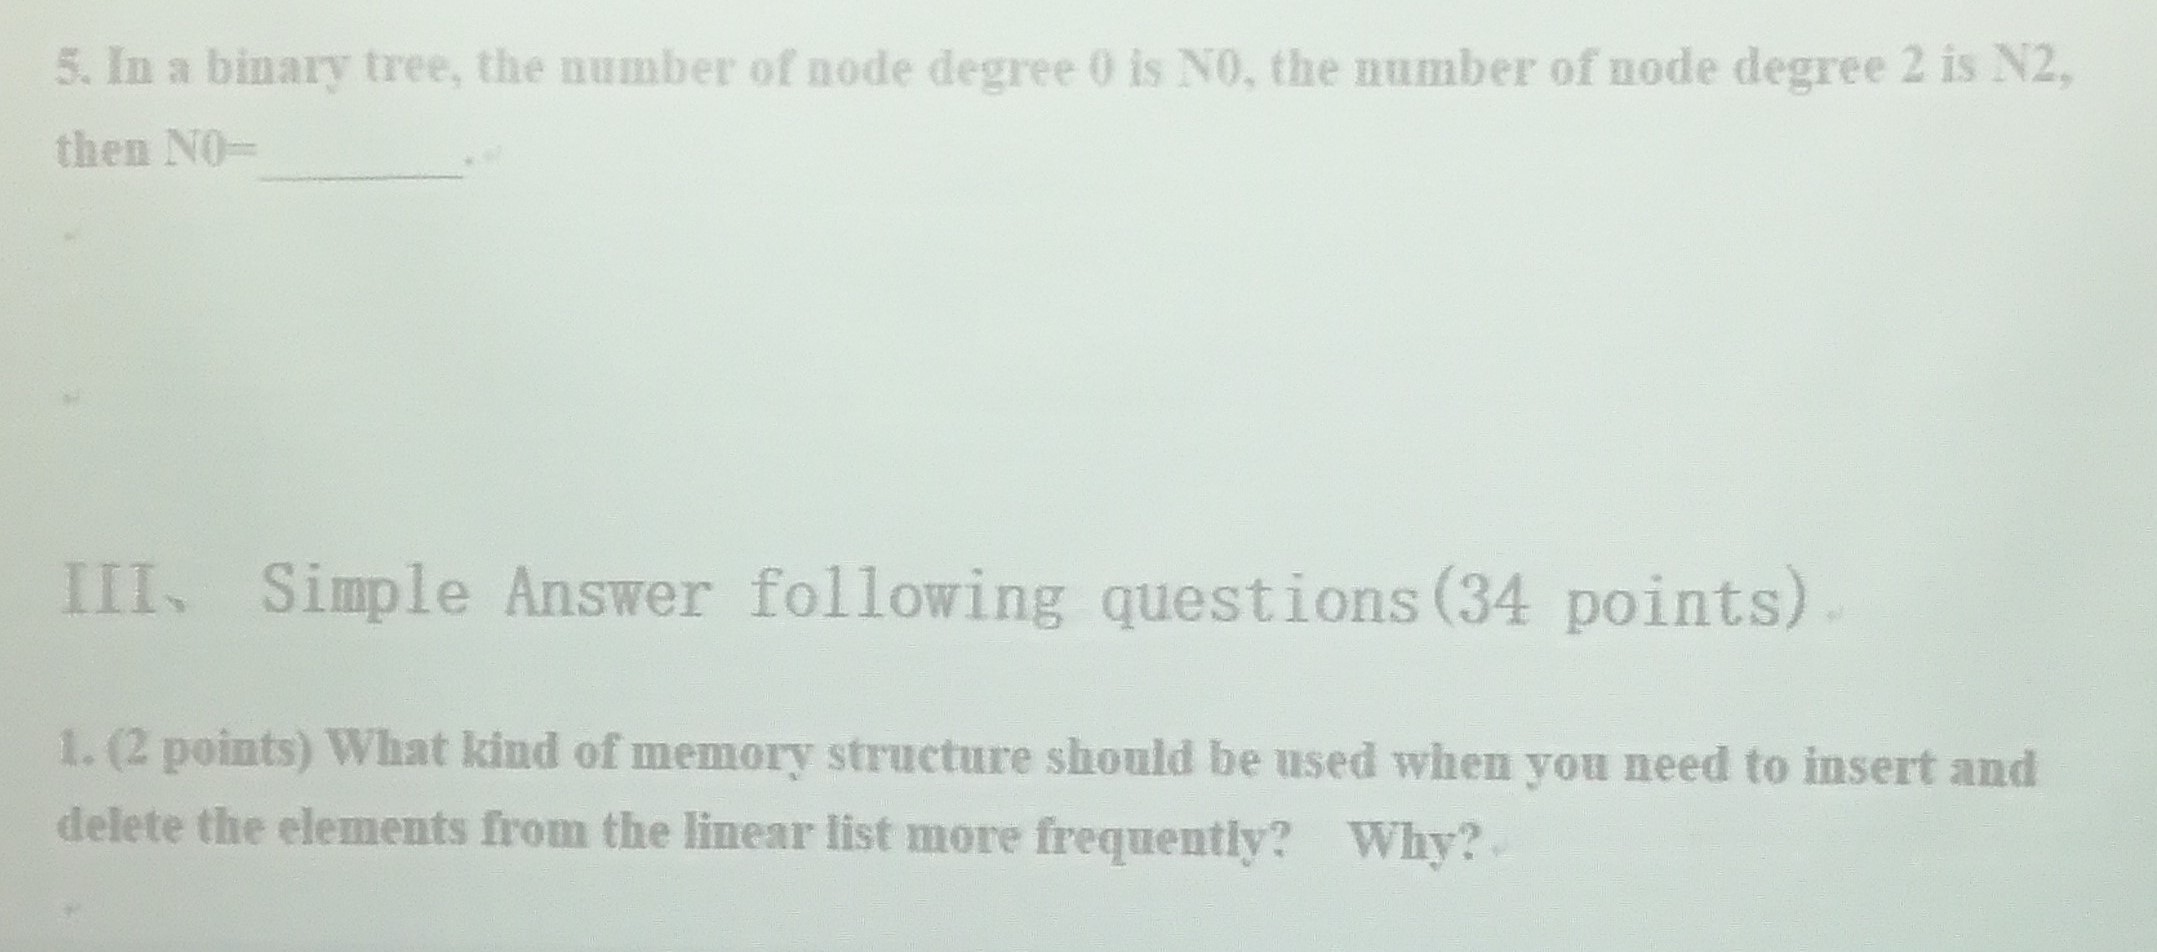 5. In a binary tree, the number of node degree 0 is N0, the number of node degree 2 is N2,
then N0=________.
III、 Simple Answer following questions(34 points)
1. (2 points) What kind of memory structure should be used when you need to insert and
delete the elements from the linear list more frequently? Why?